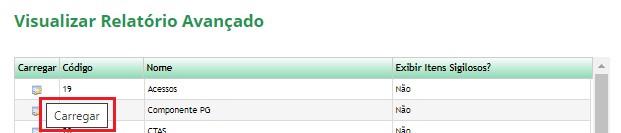 Visualizar Relatório Avançado
Carregar Código Nome Exibir Itens Sigilosos?
19 Acessos Não
Carregar Componente PG Não
CTAS Não